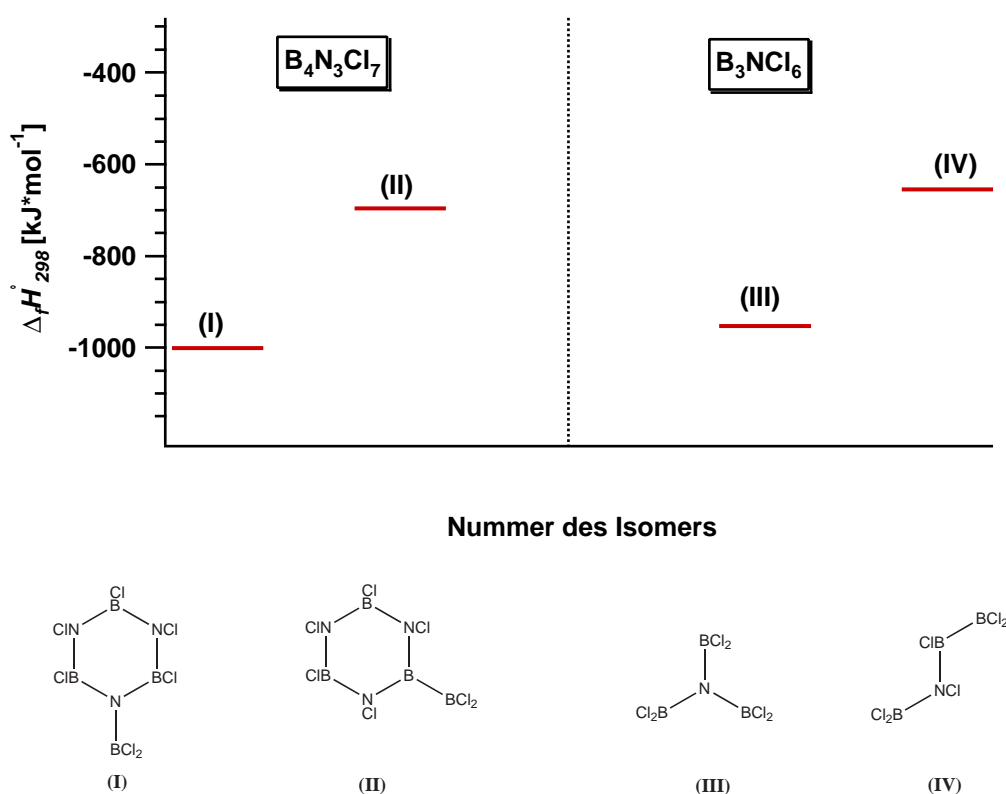 B₄N₃Cl₇
B₃NCl₆
-400
-600
-800
-1000
Δ_fH°₂₉₈ [kJ*mol⁻¹]
(I)
(II)
(III)
(IV)
Nummer des Isomers
Cl
B
ClN
NCl
ClB
BCl
N
BCl₂
(I)
Cl
B
ClN
NCl
ClB
B
N
Cl
BCl₂
(II)
BCl₂
N
Cl₂B
BCl₂
(III)
BCl₂
ClB
NCl
Cl₂B
(IV)